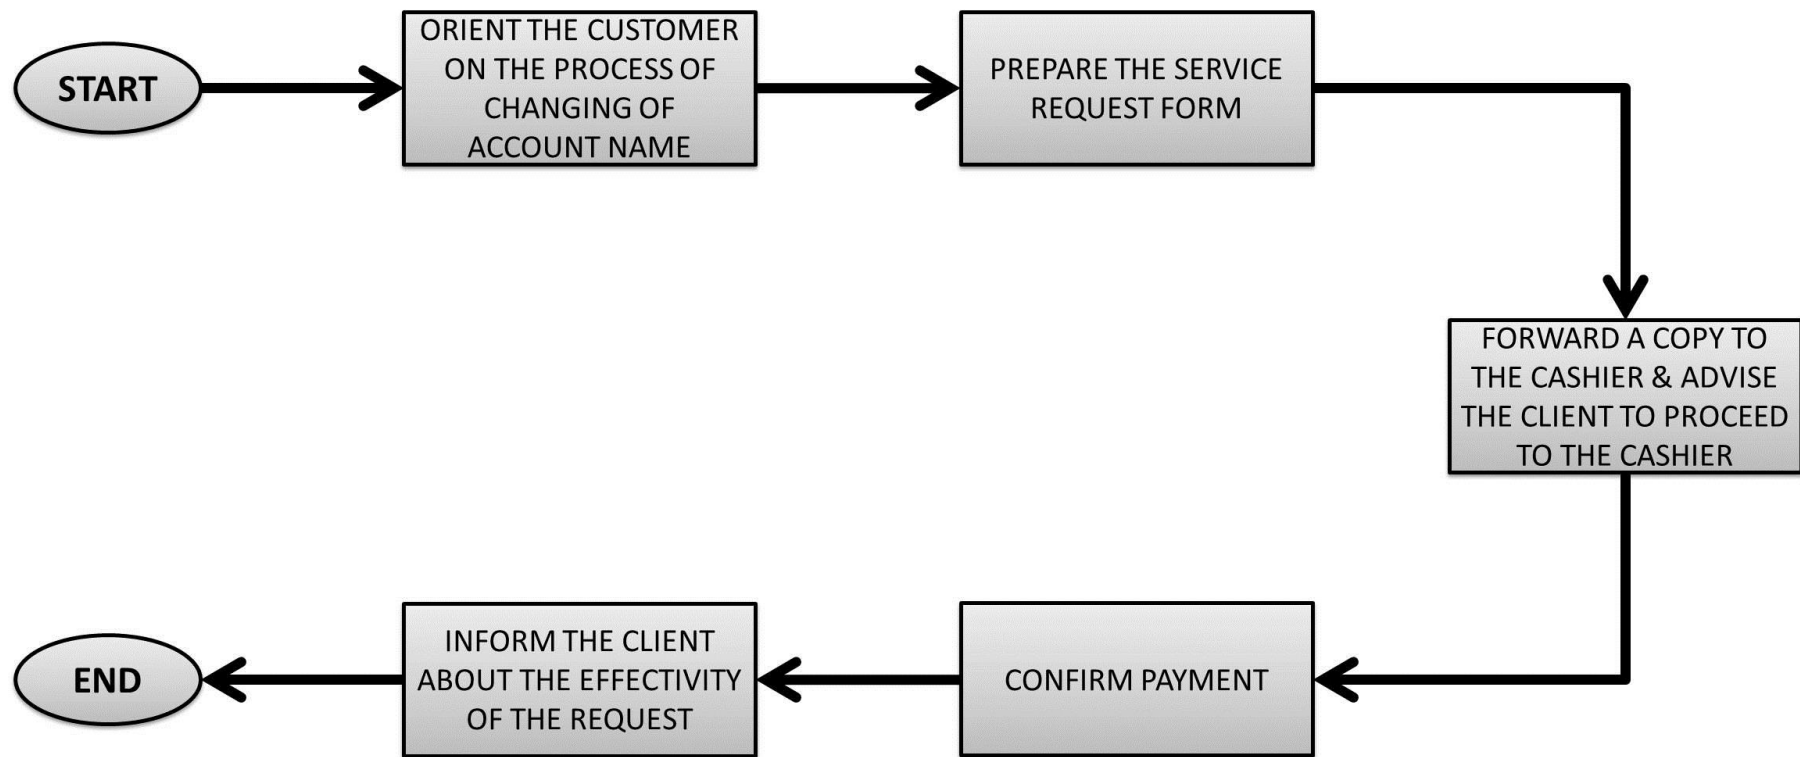 START
ORIENT THE CUSTOMER
ON THE PROCESS OF
CHANGING OF
ACCOUNT NAME
PREPARE THE SERVICE
REQUEST FORM
FORWARD A COPY TO
THE CASHIER & ADVISE
THE CLIENT TO PROCEED
TO THE CASHIER
CONFIRM PAYMENT
INFORM THE CLIENT
ABOUT THE EFFECTIVITY
OF THE REQUEST
END